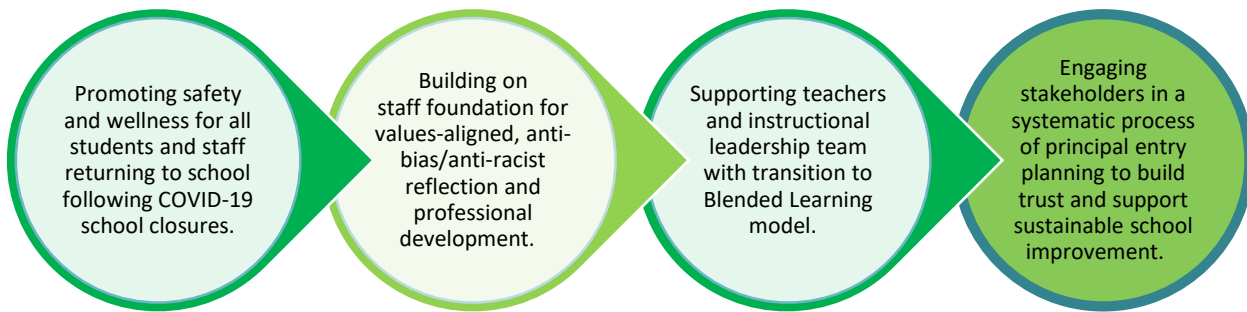 Promoting safety
and wellness for all
students and staff
returning to school
following COVID-19
school closures.
Building on
staff foundation for
values-aligned, anti-
bias/anti-racist
reflection and
professional
development.
Supporting teachers
and instructional
leadership team
with transition to
Blended Learning
model.
Engaging
stakeholders in a
systematic process
of principal entry
planning to build
trust and support
sustainable school
improvement.